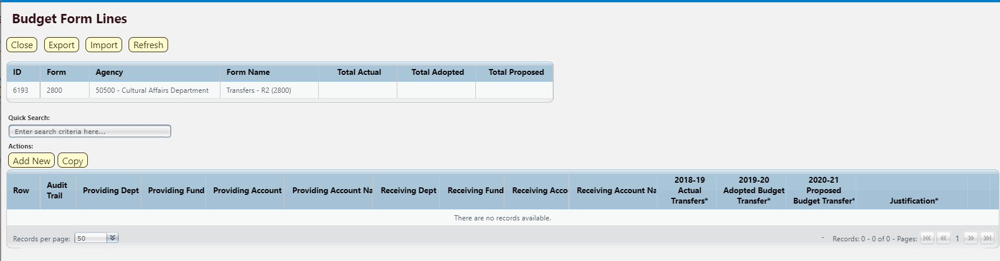 Budget Form Lines
Close Export Import Refresh
ID Form Agency Form Name Total Actual Total Adopted Total Proposed
6193 2800 50500 - Cultural Affairs Department Transfers - R2 (2800)
Quick Search:
Enter search criteria here...
Actions:
Add New Copy
Row Audit Trail Providing Dept Providing Fund Providing Account Providing Account Na Receiving Dept Receiving Fund Receiving Acco Receiving Account Na 2018-19 Actual Transfers* 2019-20 Adopted Budget Transfer* 2020-21 Proposed Budget Transfer* Justification*
There are no records available.
Records per page: 50 - Records: 0 - 0 of 0 - Pages: 1